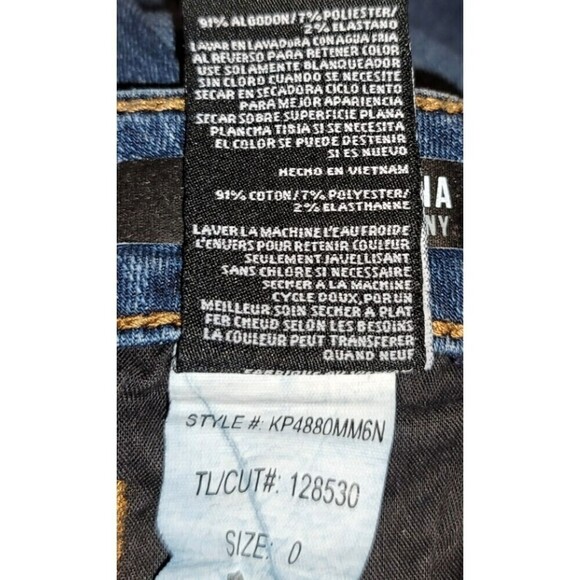 91% ALGODON/7% POLIESTER/
2% ELASTANO
LAVAR EN LAVADORA CON AGUA FRIA
AL REVERSO PARA RETENER COLOR
USE SOLAMENTE BLANQUEADOR
SIN CLORO CUANDO SE NECESITE
SECAR EN SECADORA CICLO LENTO
PARA MEJOR APARIENCIA
SECAR SOBRE SUPERFICIE PLANA
PLANCHA TIBIA SI SE NECESITA
EL COLOR SE PUEDE DESTENIR
SI ES NUEVO
HECHO EN VIETNAM
91% COTON/7% POLYESTER/
2% ELASTHANNE
LAVER LA MACHINE L'EAU FROIDE
L'ENVERS POUR RETENIR COULEUR
SEULEMENT JAVELLISANT
SANS CHLORE SI NECESSAIRE
SECHER A LA MACHINE
CYCLE DOUX, POR UN
MEILLEUR SOIN SECHER A PLAT
FER CHEUD SELON LES BESOINS
LA COULEUR PEUT TRANSFERER
QUAND NEUF
NA
NY
STYLE #: KP4880MM6N
TL/CUT#: 128530
SIZE: 0